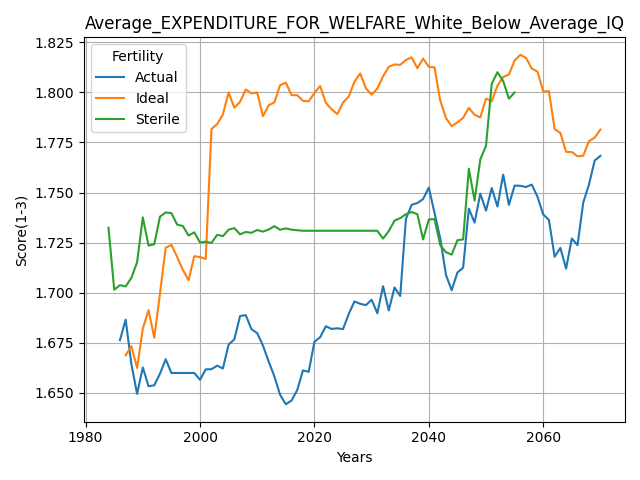 Average_EXPENDITURE_FOR_WELFARE_White_Below_Average_IQ
Fertility
Actual
Ideal
Sterile
Score(1-3)
1.825
1.800
1.775
1.750
1.725
1.700
1.675
1.650
1980
2000
2020
2040
2060
Years